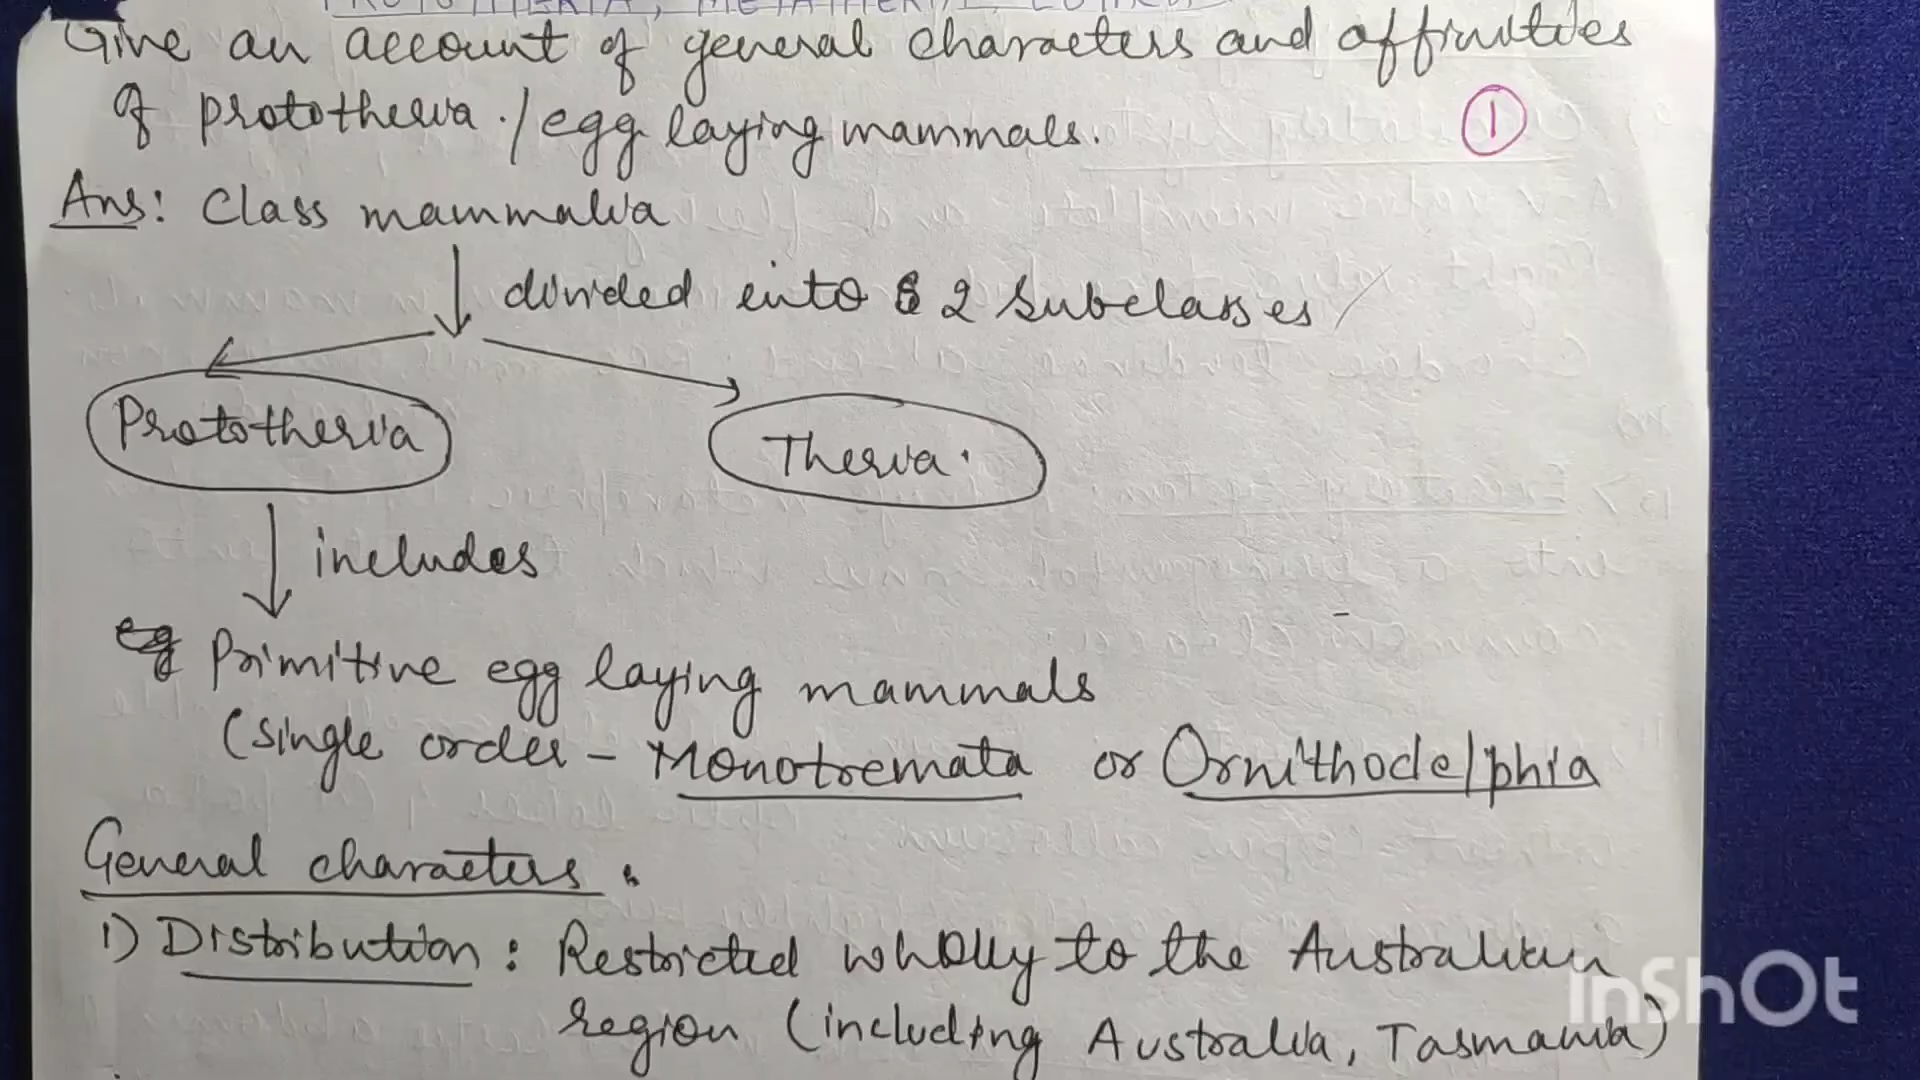 PROTOTHERIA, METATHERIA,
Give an account of general characters and affinities
of prototheria. / egg laying mammals.
1
Ans: Class mammalia
divided into 2 subclasses
Prototheria
Theria.
includes
eg Primitive egg laying mammals
(single order - Monotremata or Ornithodelphia
General characters:
1) Distribution: Restricted wholly to the Australian
region (including Australia, Tasmania)
InShOt